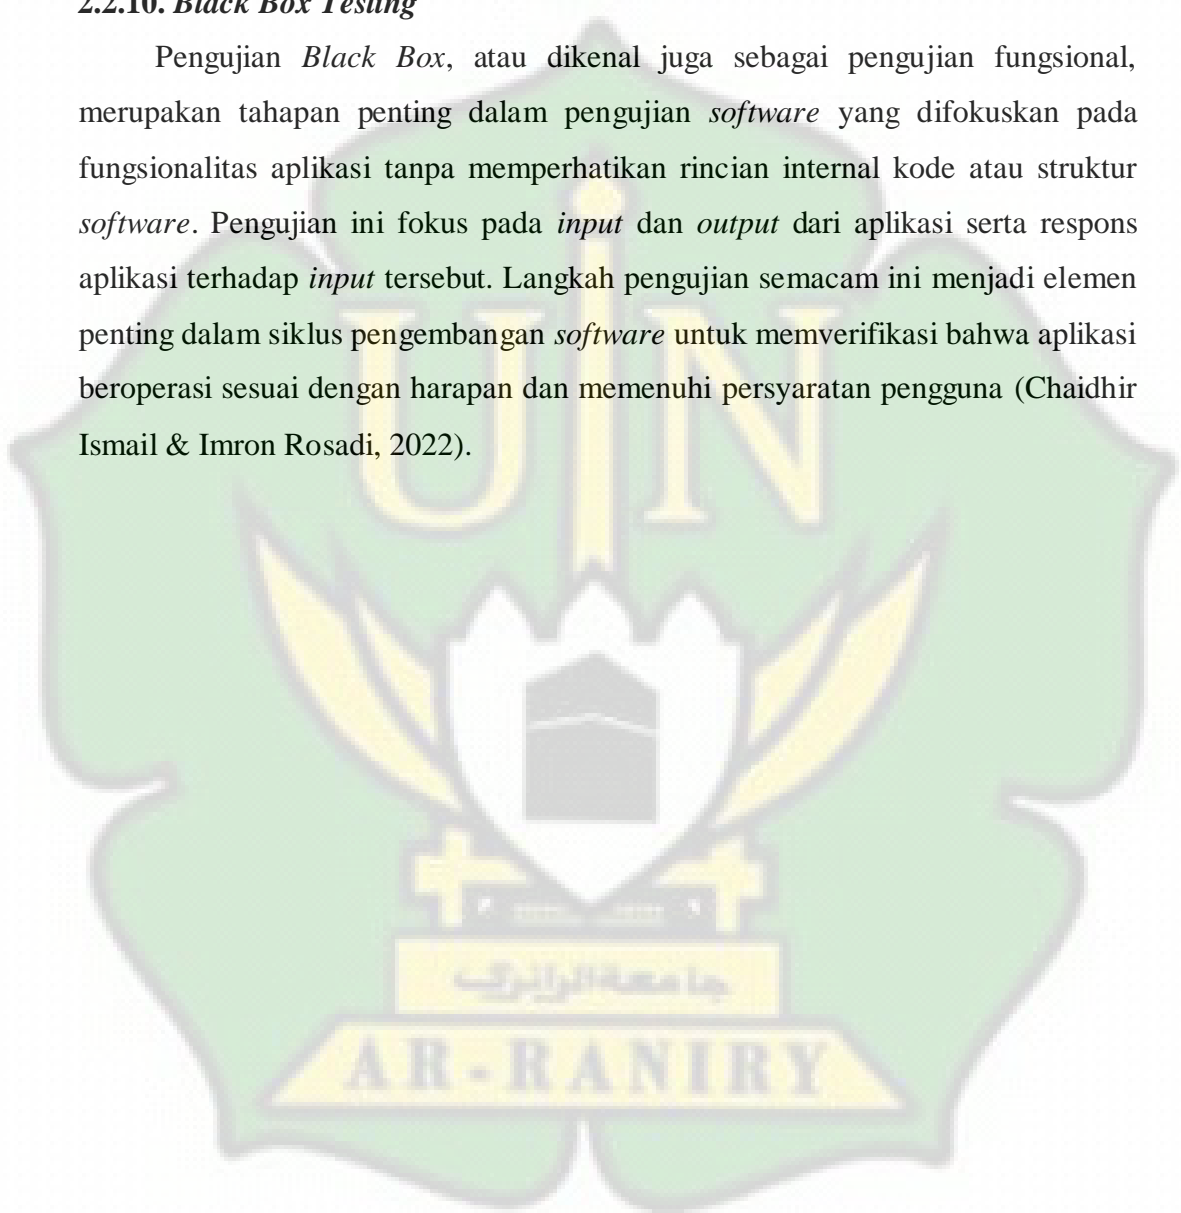 2.2.10. Black Box Testing
Pengujian Black Box, atau dikenal juga sebagai pengujian fungsional,
merupakan tahapan penting dalam pengujian software yang difokuskan pada
fungsionalitas aplikasi tanpa memperhatikan rincian internal kode atau struktur
software. Pengujian ini fokus pada input dan output dari aplikasi serta respons
aplikasi terhadap input tersebut. Langkah pengujian semacam ini menjadi elemen
penting dalam siklus pengembangan software untuk memverifikasi bahwa aplikasi
beroperasi sesuai dengan harapan dan memenuhi persyaratan pengguna (Chaidhir
Ismail & Imron Rosadi, 2022).
UIN
جامعة الرانري
AR-RANIRY